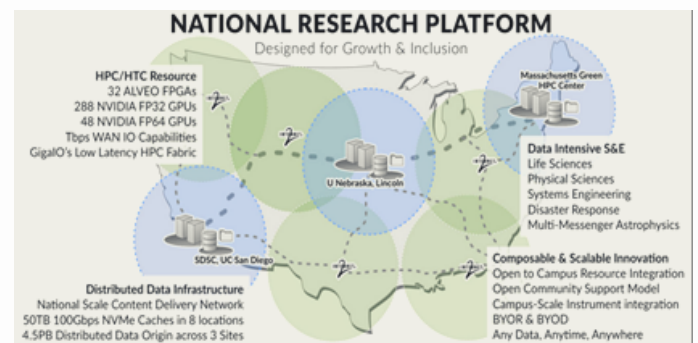 NATIONAL RESEARCH PLATFORM
Designed for Growth & Inclusion
HPC/HTC Resource
32 ALVEO FPGAs
288 NVIDIA FP32 GPUs
48 NVIDIA FP64 GPUs
Tbps WAN IO Capabilities
GigaIO's Low Latency HPC Fabric
Massachusetts Green
HPC Center
U Nebraska, Lincoln
Data Intensive S&E
Life Sciences
Physical Sciences
Systems Engineering
Disaster Response
Multi-Messenger Astrophysics
SDSC, UC San Diego
Distributed Data Infrastructure
National Scale Content Delivery Network
50TB 100Gbps NVMe Caches in 8 locations
4.5PB Distributed Data Origin across 3 Sites
Composable & Scalable Innovation
Open to Campus Resource Integration
Open Community Support Model
Campus-Scale Instrument integration
BYOR & BYOD
Any Data, Anytime, Anywhere